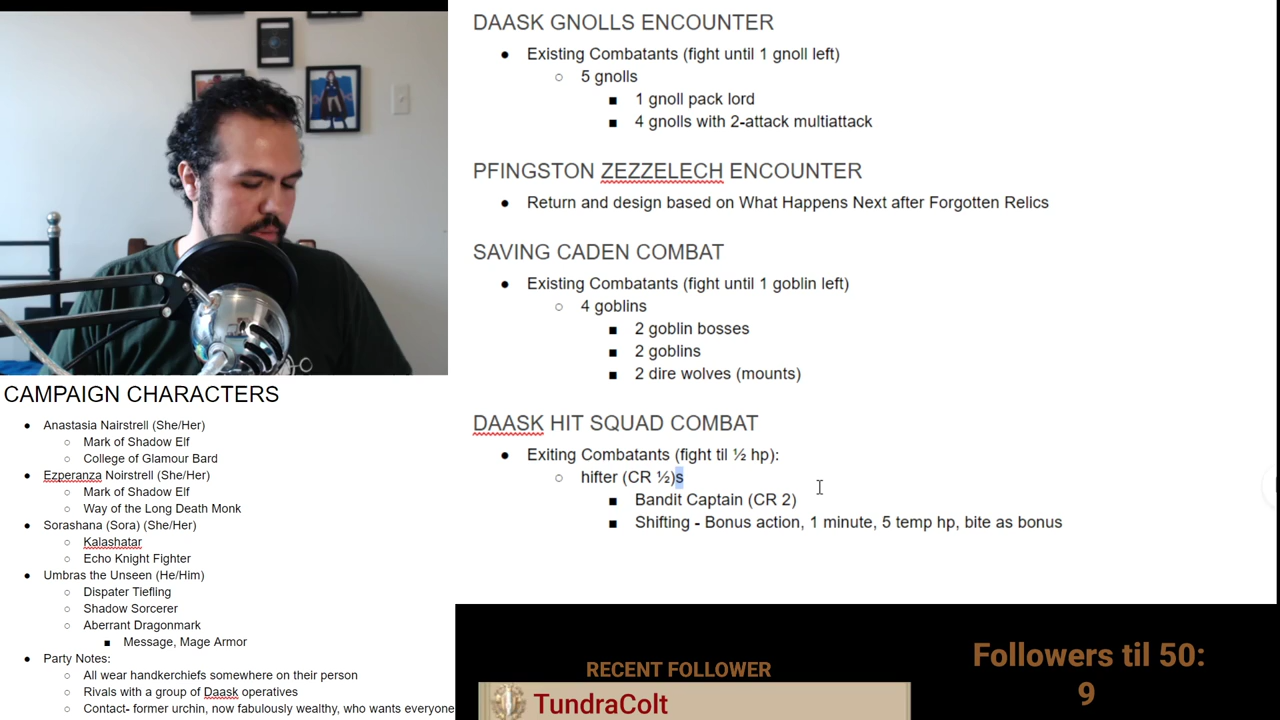 DAASK GNOLLS ENCOUNTER
● Existing Combatants (fight until 1 gnoll left)
○ 5 gnolls
■ 1 gnoll pack lord
■ 4 gnolls with 2-attack multiattack
PFINGSTON ZEZZELECH ENCOUNTER
● Return and design based on What Happens Next after Forgotten Relics
SAVING CADEN COMBAT
● Existing Combatants (fight until 1 goblin left)
○ 4 goblins
■ 2 goblin bosses
■ 2 goblins
■ 2 dire wolves (mounts)
DAASK HIT SQUAD COMBAT
● Exiting Combatants (fight til ½ hp):
○ hifter (CR ½)s
■ Bandit Captain (CR 2)
■ Shifting - Bonus action, 1 minute, 5 temp hp, bite as bonus
CAMPAIGN CHARACTERS
● Anastasia Nairstrell (She/Her)
○ Mark of Shadow Elf
○ College of Glamour Bard
● Ezperanza Noirstrell (She/Her)
○ Mark of Shadow Elf
○ Way of the Long Death Monk
● Sorashana (Sora) (She/Her)
○ Kalashatar
○ Echo Knight Fighter
● Umbras the Unseen (He/Him)
○ Dispater Tiefling
○ Shadow Sorcerer
○ Aberrant Dragonmark
■ Message, Mage Armor
● Party Notes:
○ All wear handkerchiefs somewhere on their person
○ Rivals with a group of Daask operatives
○ Contact- former urchin, now fabulously wealthy, who wants everyone
RECENT FOLLOWER
TundraColt
Followers til 50:
9